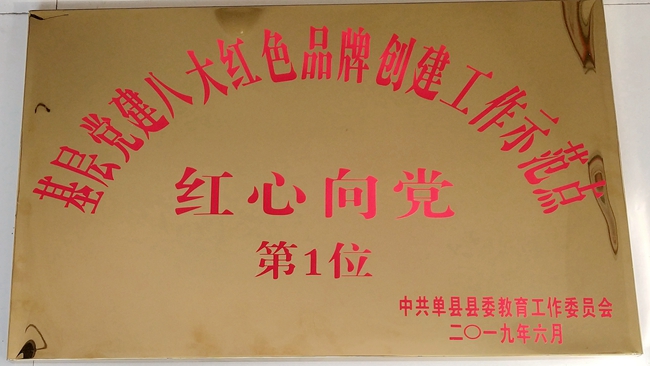 基层党建八大红色品牌创建工作示范点
红心向党
第1位
中共单县县委教育工作委员会
二〇一九年六月